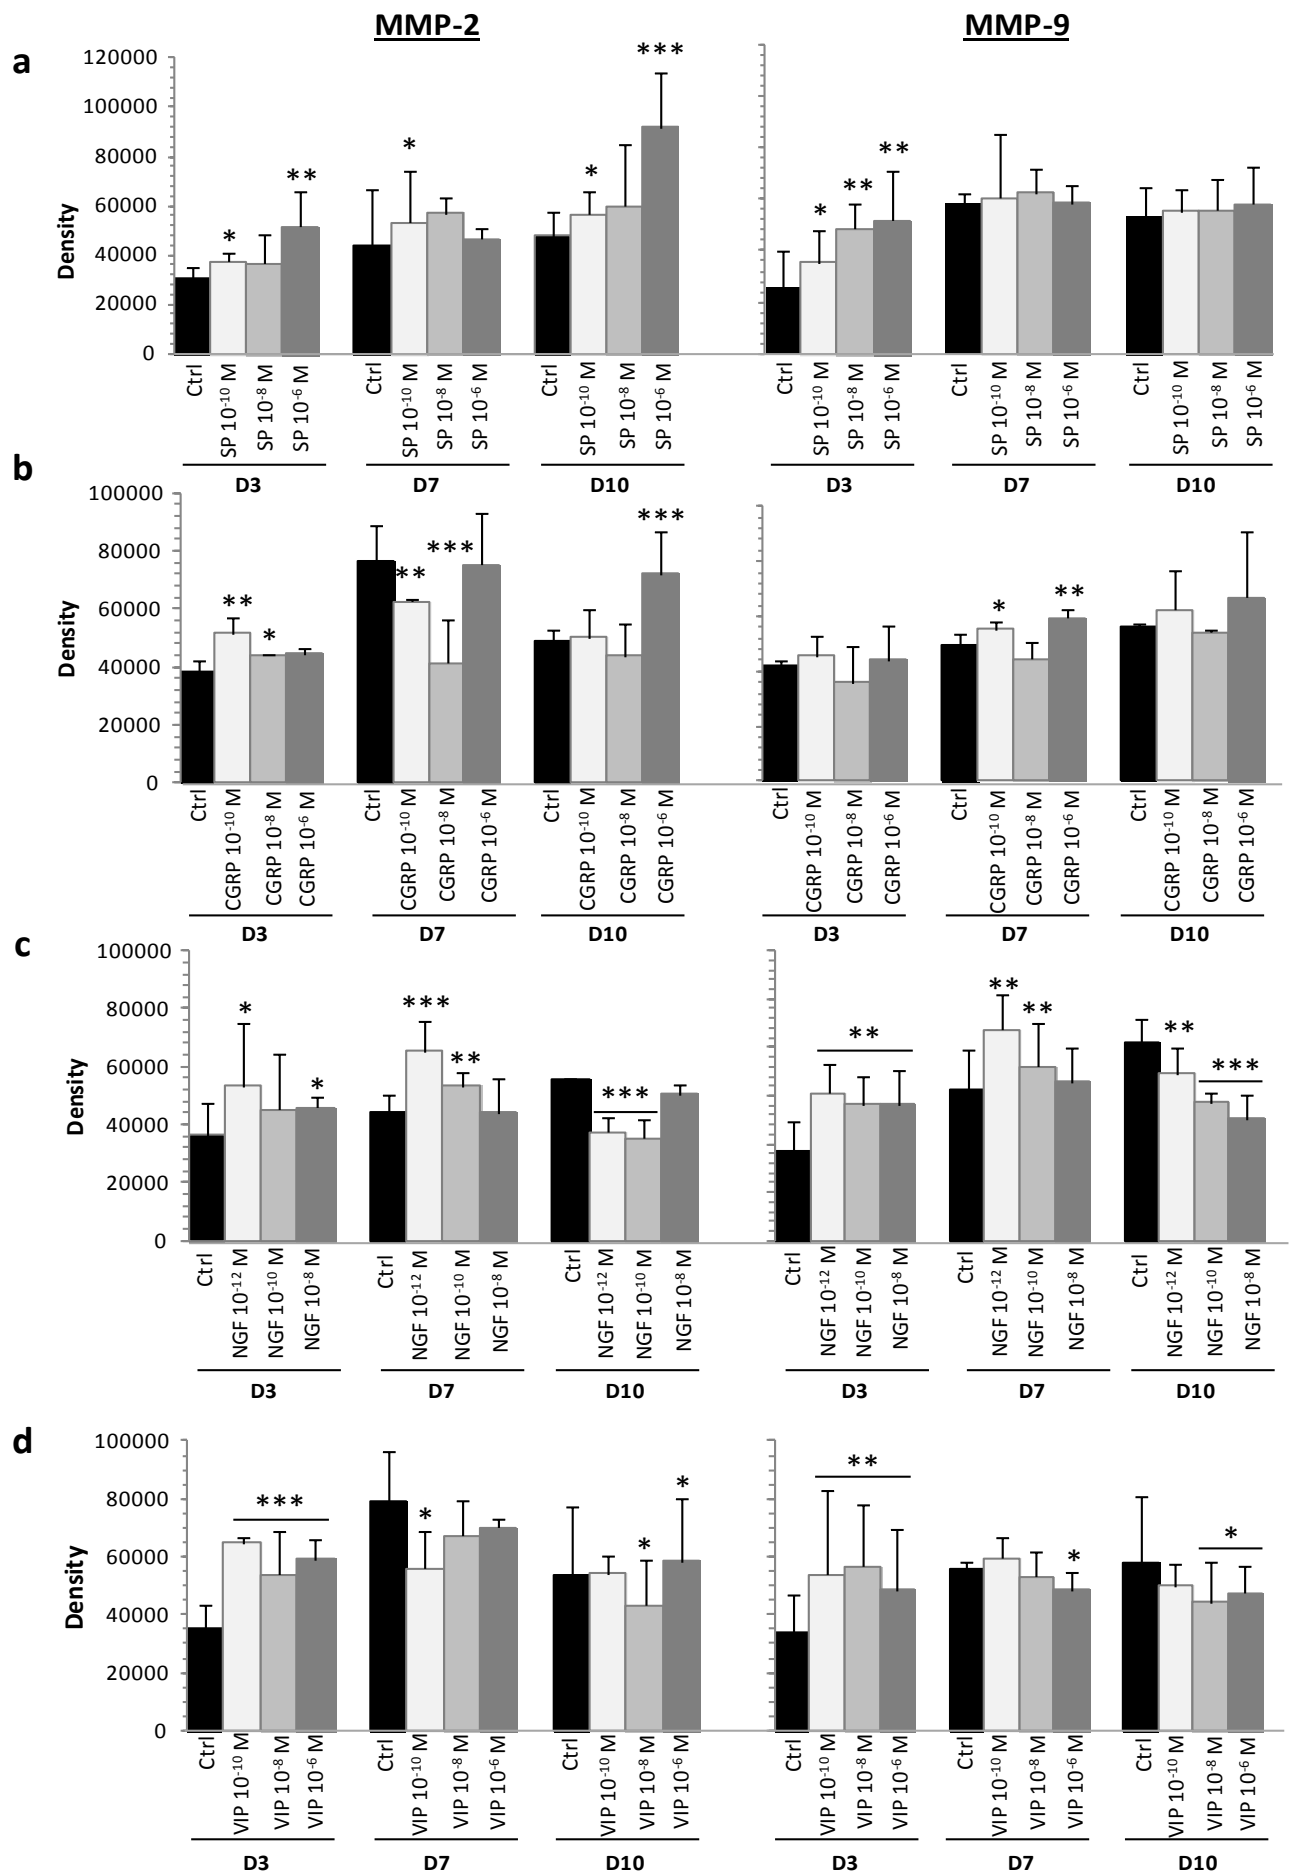 MMP-2 MMP-9
a
120000
100000
80000
60000
40000
20000
0
Density
* ** * * *** * ** **
Ctrl SP 10⁻¹⁰ M SP 10⁻⁸ M SP 10⁻⁶ M Ctrl SP 10⁻¹⁰ M SP 10⁻⁸ M SP 10⁻⁶ M Ctrl SP 10⁻¹⁰ M SP 10⁻⁸ M SP 10⁻⁶ M Ctrl SP 10⁻¹⁰ M SP 10⁻⁸ M SP 10⁻⁶ M Ctrl SP 10⁻¹⁰ M SP 10⁻⁸ M SP 10⁻⁶ M Ctrl SP 10⁻¹⁰ M SP 10⁻⁸ M SP 10⁻⁶ M
D3 D7 D10 D3 D7 D10
b
100000
80000
60000
40000
20000
0
Density
** * ** *** *** * **
Ctrl CGRP 10⁻¹⁰ M CGRP 10⁻⁸ M CGRP 10⁻⁶ M Ctrl CGRP 10⁻¹⁰ M CGRP 10⁻⁸ M CGRP 10⁻⁶ M Ctrl CGRP 10⁻¹⁰ M CGRP 10⁻⁸ M CGRP 10⁻⁶ M Ctrl CGRP 10⁻¹⁰ M CGRP 10⁻⁸ M CGRP 10⁻⁶ M Ctrl CGRP 10⁻¹⁰ M CGRP 10⁻⁸ M CGRP 10⁻⁶ M Ctrl CGRP 10⁻¹⁰ M CGRP 10⁻⁸ M CGRP 10⁻⁶ M
D3 D7 D10 D3 D7 D10
c
100000
80000
60000
40000
20000
0
Density
* * *** ** *** ** ** ** ** ***
Ctrl NGF 10⁻¹² M NGF 10⁻¹⁰ M NGF 10⁻⁸ M Ctrl NGF 10⁻¹² M NGF 10⁻¹⁰ M NGF 10⁻⁸ M Ctrl NGF 10⁻¹² M NGF 10⁻¹⁰ M NGF 10⁻⁸ M Ctrl NGF 10⁻¹² M NGF 10⁻¹⁰ M NGF 10⁻⁸ M Ctrl NGF 10⁻¹² M NGF 10⁻¹⁰ M NGF 10⁻⁸ M Ctrl NGF 10⁻¹² M NGF 10⁻¹⁰ M NGF 10⁻⁸ M
D3 D7 D10 D3 D7 D10
d
100000
80000
60000
40000
20000
0
Density
*** * * * ** * *
Ctrl VIP 10⁻¹⁰ M VIP 10⁻⁸ M VIP 10⁻⁶ M Ctrl VIP 10⁻¹⁰ M VIP 10⁻⁸ M VIP 10⁻⁶ M Ctrl VIP 10⁻¹⁰ M VIP 10⁻⁸ M VIP 10⁻⁶ M Ctrl VIP 10⁻¹⁰ M VIP 10⁻⁸ M VIP 10⁻⁶ M Ctrl VIP 10⁻¹⁰ M VIP 10⁻⁸ M VIP 10⁻⁶ M Ctrl VIP 10⁻¹⁰ M VIP 10⁻⁸ M VIP 10⁻⁶ M
D3 D7 D10 D3 D7 D10